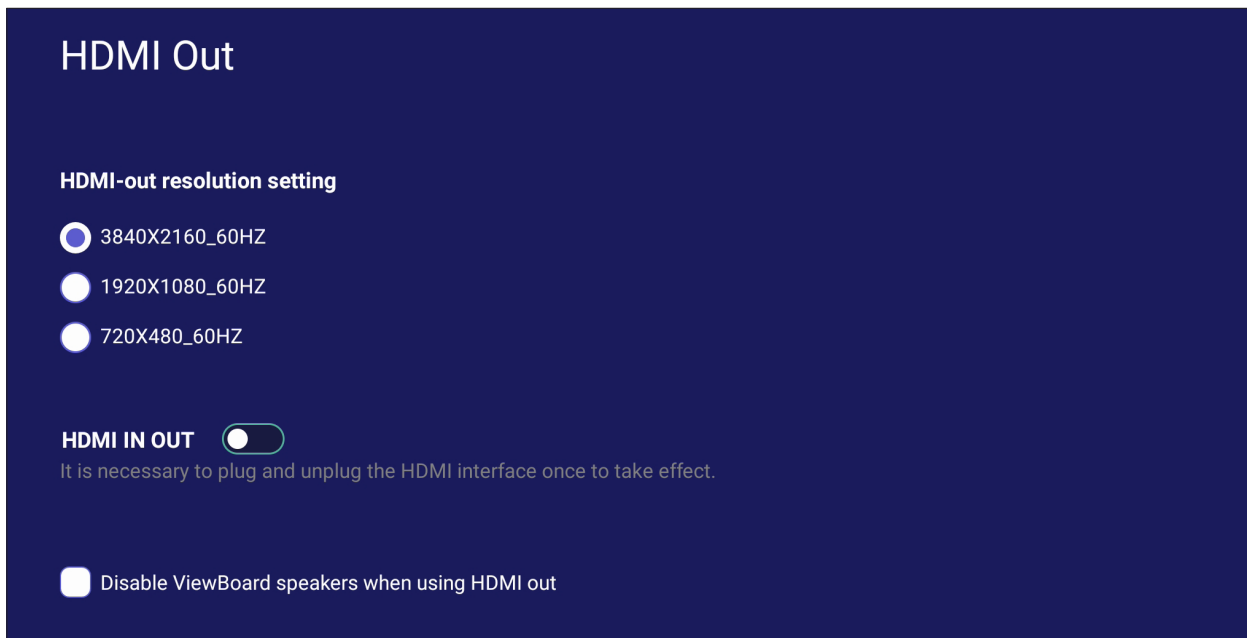 HDMI Out
HDMI-out resolution setting
3840X2160_60HZ
1920X1080_60HZ
720X480_60HZ
HDMI IN OUT
It is necessary to plug and unplug the HDMI interface once to take effect.
Disable ViewBoard speakers when using HDMI out